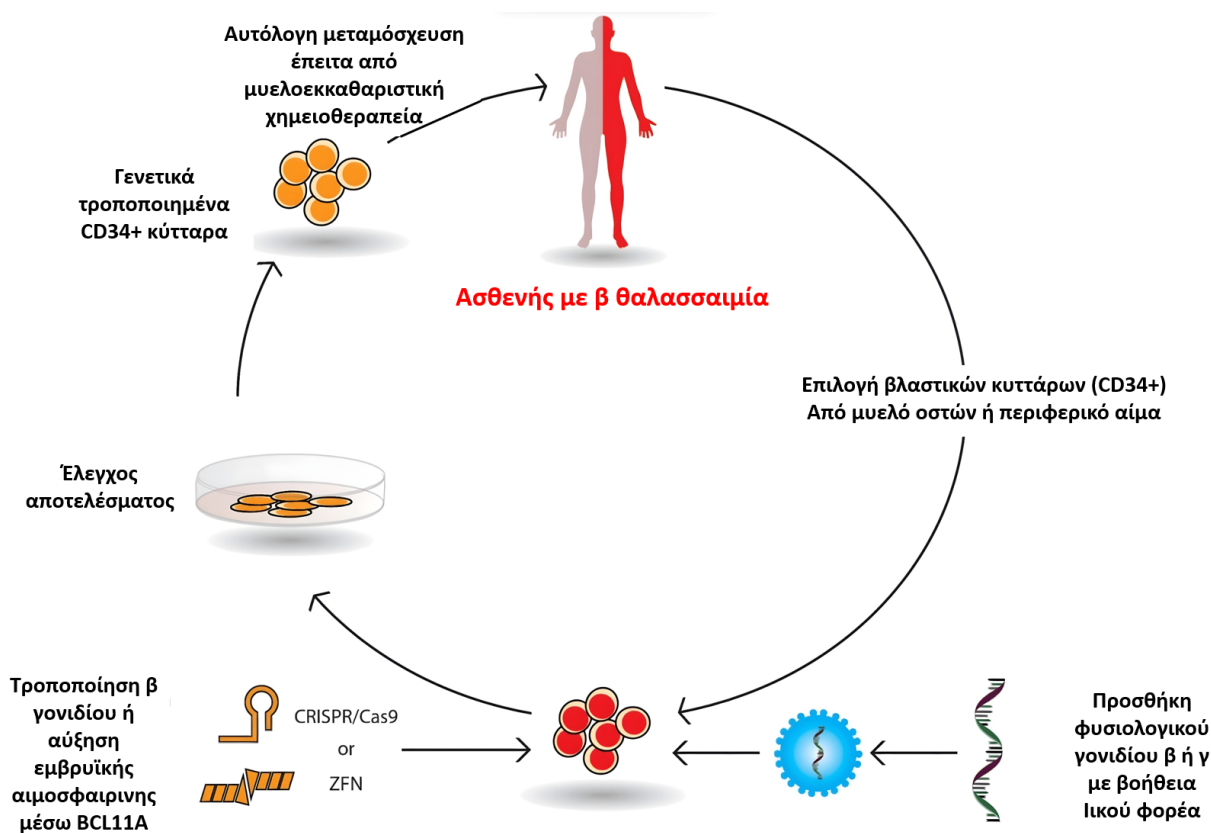 Αυτόλογη μεταμόσχευση
έπειτα από
μυελοεκκαθαριστική
χημειοθεραπεία
Γενετικά
τροποποιημένα
CD34+ κύτταρα
Ασθενής με β θαλασσαιμία
Επιλογή βλαστικών κυττάρων (CD34+)
Από μυελό οστών ή περιφερικό αίμα
Έλεγχος
αποτελέσματος
Τροποποίηση β
γονιδίου ή
αύξηση
εμβρυϊκής
αιμοσφαιρινης
μέσω BCL11A
CRISPR/Cas9
or
ZFN
Προσθήκη
φυσιολογικού
γονιδίου β ή γ
με βοήθεια
Ιικού φορέα